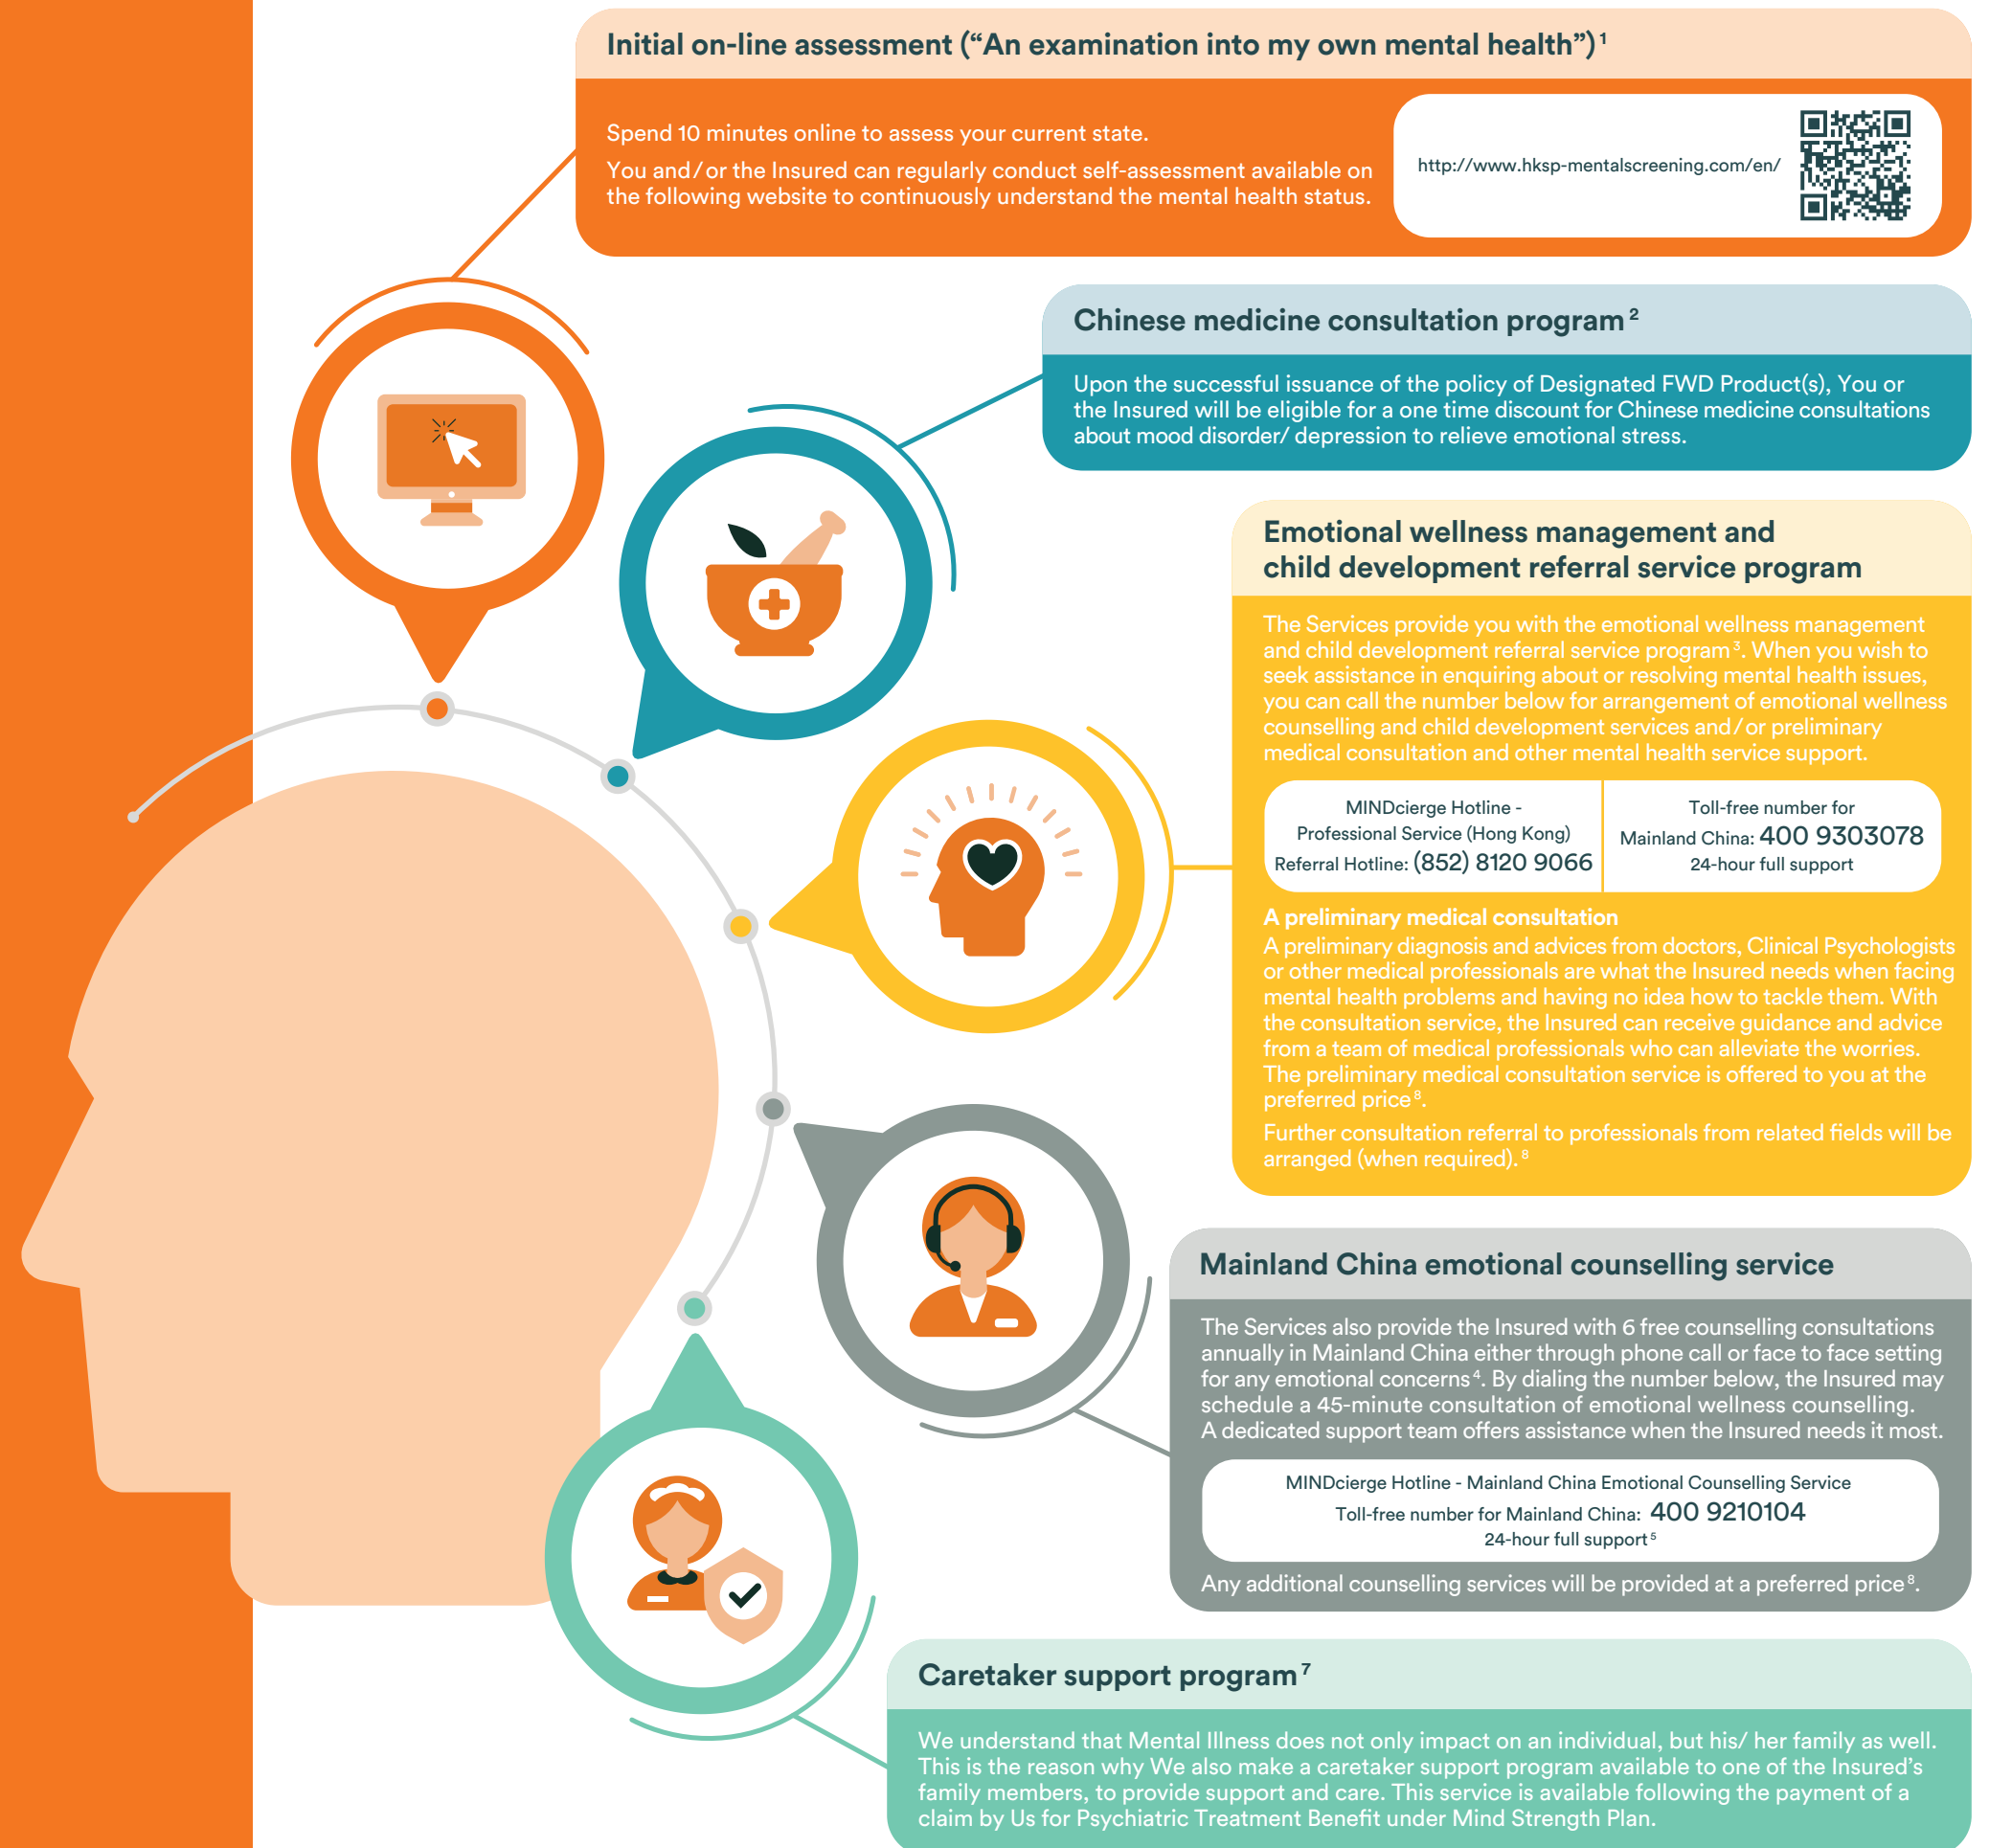 Initial on-line assessment (“An examination into my own mental health”)¹
Spend 10 minutes online to assess your current state.
You and/or the Insured can regularly conduct self-assessment available on
the following website to continuously understand the mental health status.
http://www.hksp-mentalscreening.com/en/
Chinese medicine consultation program²
Upon the successful issuance of the policy of Designated FWD Product(s), You or
the Insured will be eligible for a one time discount for Chinese medicine consultations
about mood disorder/ depression to relieve emotional stress.
Emotional wellness management and
child development referral service program
The Services provide you with the emotional wellness management
and child development referral service program³. When you wish to
seek assistance in enquiring about or resolving mental health issues,
you can call the number below for arrangement of emotional wellness
counselling and child development services and/or preliminary
medical consultation and other mental health service support.
MINDcierge Hotline -
Professional Service (Hong Kong)
Referral Hotline: (852) 8120 9066
Toll-free number for
Mainland China: 400 9303078
24-hour full support
A preliminary medical consultation
A preliminary diagnosis and advices from doctors, Clinical Psychologists
or other medical professionals are what the Insured needs when facing
mental health problems and having no idea how to tackle them. With
the consultation service, the Insured can receive guidance and advice
from a team of medical professionals who can alleviate the worries.
The preliminary medical consultation service is offered to you at the
preferred price⁸.
Further consultation referral to professionals from related fields will be
arranged (when required).⁸
Mainland China emotional counselling service
The Services also provide the Insured with 6 free counselling consultations
annually in Mainland China either through phone call or face to face setting
for any emotional concerns⁴. By dialing the number below, the Insured may
schedule a 45-minute consultation of emotional wellness counselling.
A dedicated support team offers assistance when the Insured needs it most.
MINDcierge Hotline - Mainland China Emotional Counselling Service
Toll-free number for Mainland China: 400 9210104
24-hour full support⁵
Any additional counselling services will be provided at a preferred price⁸.
Caretaker support program⁷
We understand that Mental Illness does not only impact on an individual, but his/ her family as well.
This is the reason why We also make a caretaker support program available to one of the Insured’s
family members, to provide support and care. This service is available following the payment of a
claim by Us for Psychiatric Treatment Benefit under Mind Strength Plan.